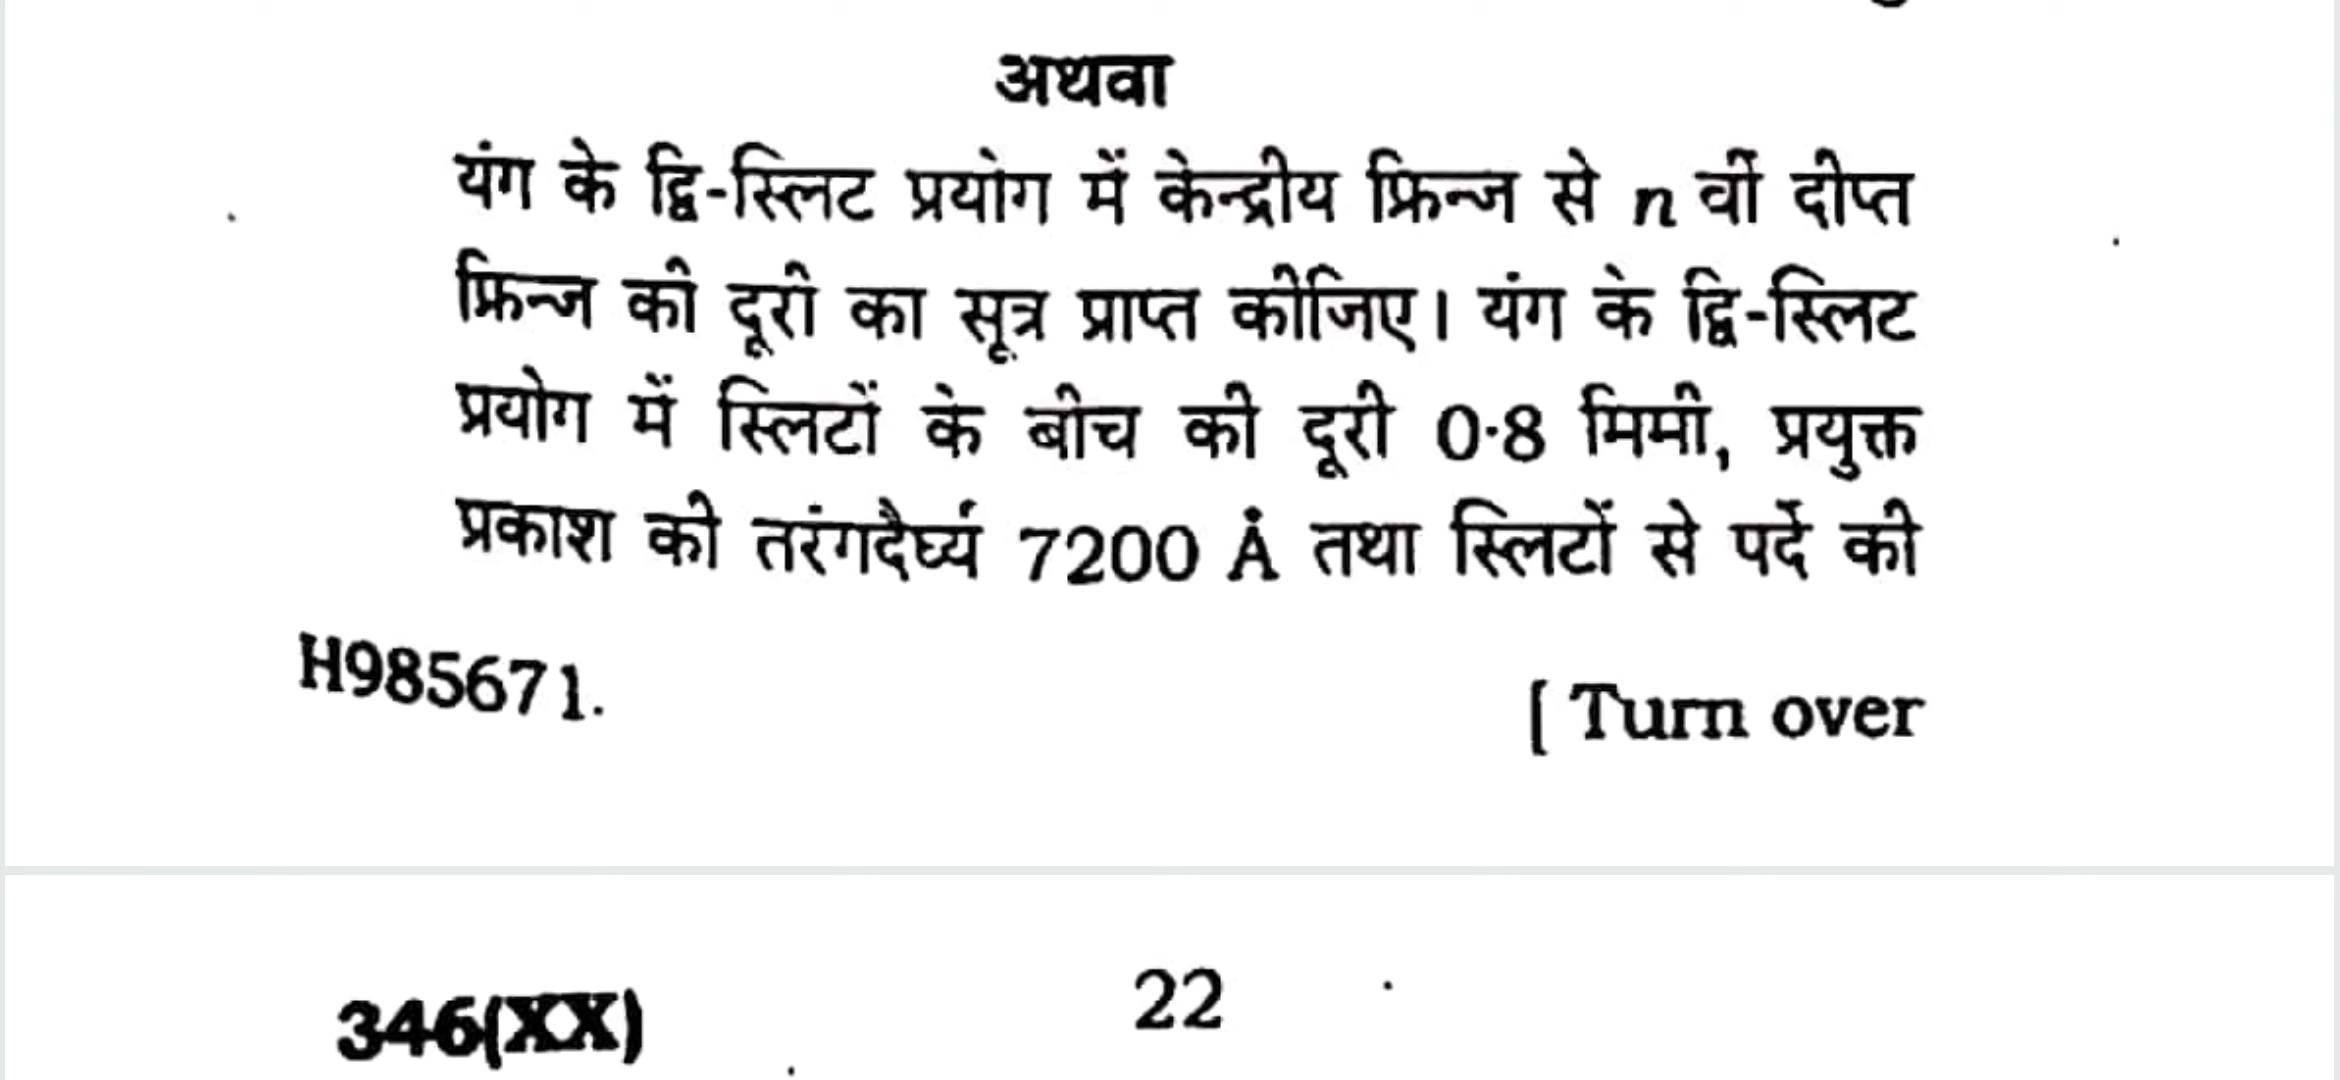 अथवा
यंग के द्वि-स्लिट प्रयोग में केन्द्रीय फ्रिन्ज से n वीं दीप्त
फ्रिन्ज की दूरी का सूत्र प्राप्त कीजिए। यंग के द्वि-स्लिट
प्रयोग में स्लिटों के बीच की दूरी 0·8 मिमी, प्रयुक्त
प्रकाश की तरंगदैर्घ्य 7200 Å तथा स्लिटों से पर्दे की
H985671.
[ Turn over
346(XX)
22